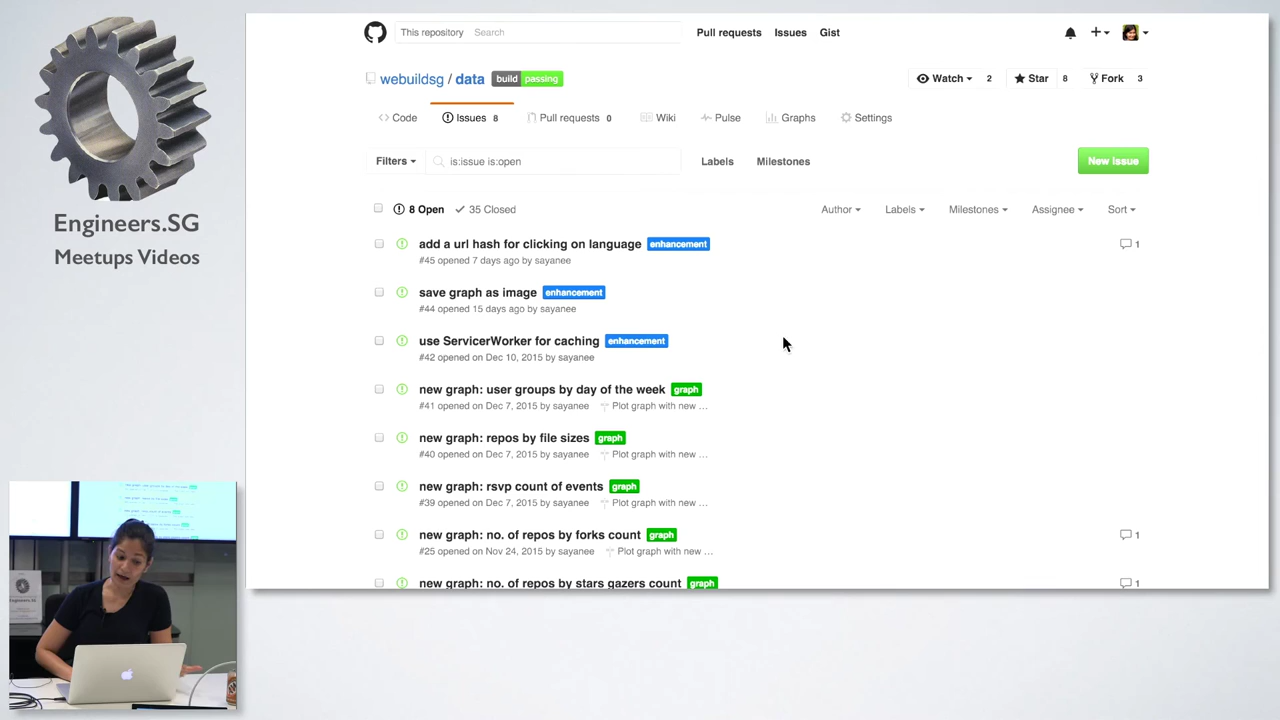 Engineers.SG
Meetups Videos
This repository Search
Pull requests Issues Gist
webuildsg / data build passing
Watch 2 Star 8 Fork 3
Code Issues 8 Pull requests 0 Wiki Pulse Graphs Settings
Filters is:issue is:open Labels Milestones New issue
8 Open 35 Closed Author Labels Milestones Assignee Sort
add a url hash for clicking on language enhancement 1
#45 opened 7 days ago by sayanee
save graph as image enhancement
#44 opened 15 days ago by sayanee
use ServicerWorker for caching enhancement
#42 opened on Dec 10, 2015 by sayanee
new graph: user groups by day of the week graph
#41 opened on Dec 7, 2015 by sayanee Plot graph with new …
new graph: repos by file sizes graph
#40 opened on Dec 7, 2015 by sayanee Plot graph with new …
new graph: rsvp count of events graph
#39 opened on Dec 7, 2015 by sayanee Plot graph with new …
new graph: no. of repos by forks count graph 1
#25 opened on Nov 24, 2015 by sayanee Plot graph with new …
new graph: no. of repos by stars gazers count graph 1